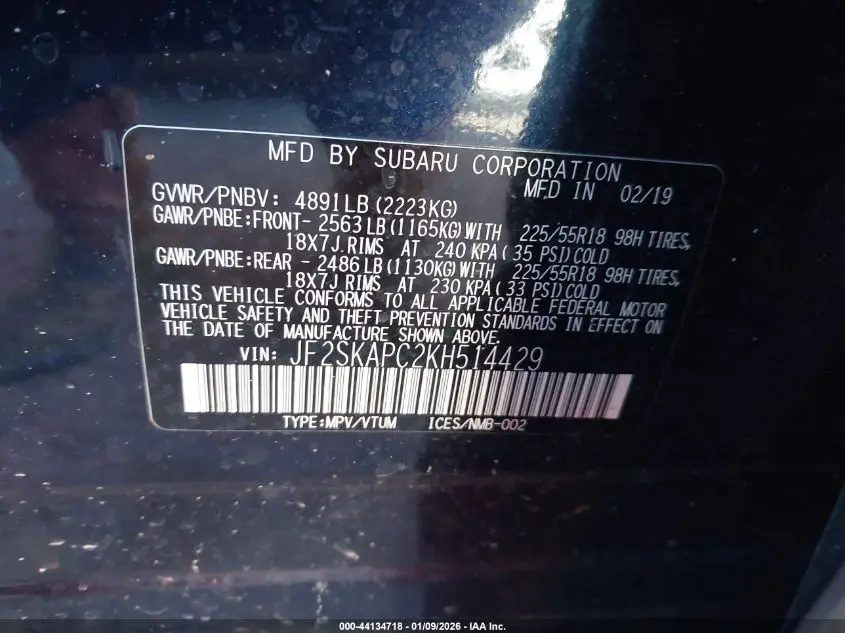 MFD BY SUBARU CORPORATION
MFD IN 02/19
GVWR/PNBV: 4891LB(2223KG)
GAWR/PNBE:FRONT- 2563LB(1165KG)WITH 225/55R18 98H TIRES,
18X7J RIMS AT 240 KPA(35 PSI)COLD
GAWR/PNBE:REAR - 2486LB(1130KG)WITH 225/55R18 98H TIRES,
18X7J RIMS AT 230 KPA(33 PSI)COLD
THIS VEHICLE CONFORMS TO ALL APPLICABLE FEDERAL MOTOR
VEHICLE SAFETY AND THEFT PREVENTION STANDARDS IN EFFECT ON
THE DATE OF MANUFACTURE SHOWN ABOVE.
VIN: JF2SKAPC2KH514429
TYPE:MPV/VTUM ICES/NMB-002
000-44134718 - 01/09/2026 - IAA Inc.